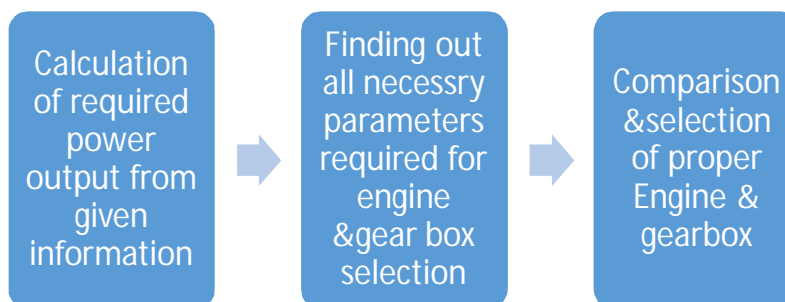 Calculation
of required
power
output from
given
information
Finding out
all necessry
parameters
required for
engine
&gear box
selection
Comparison
&selection
of proper
Engine &
gearbox